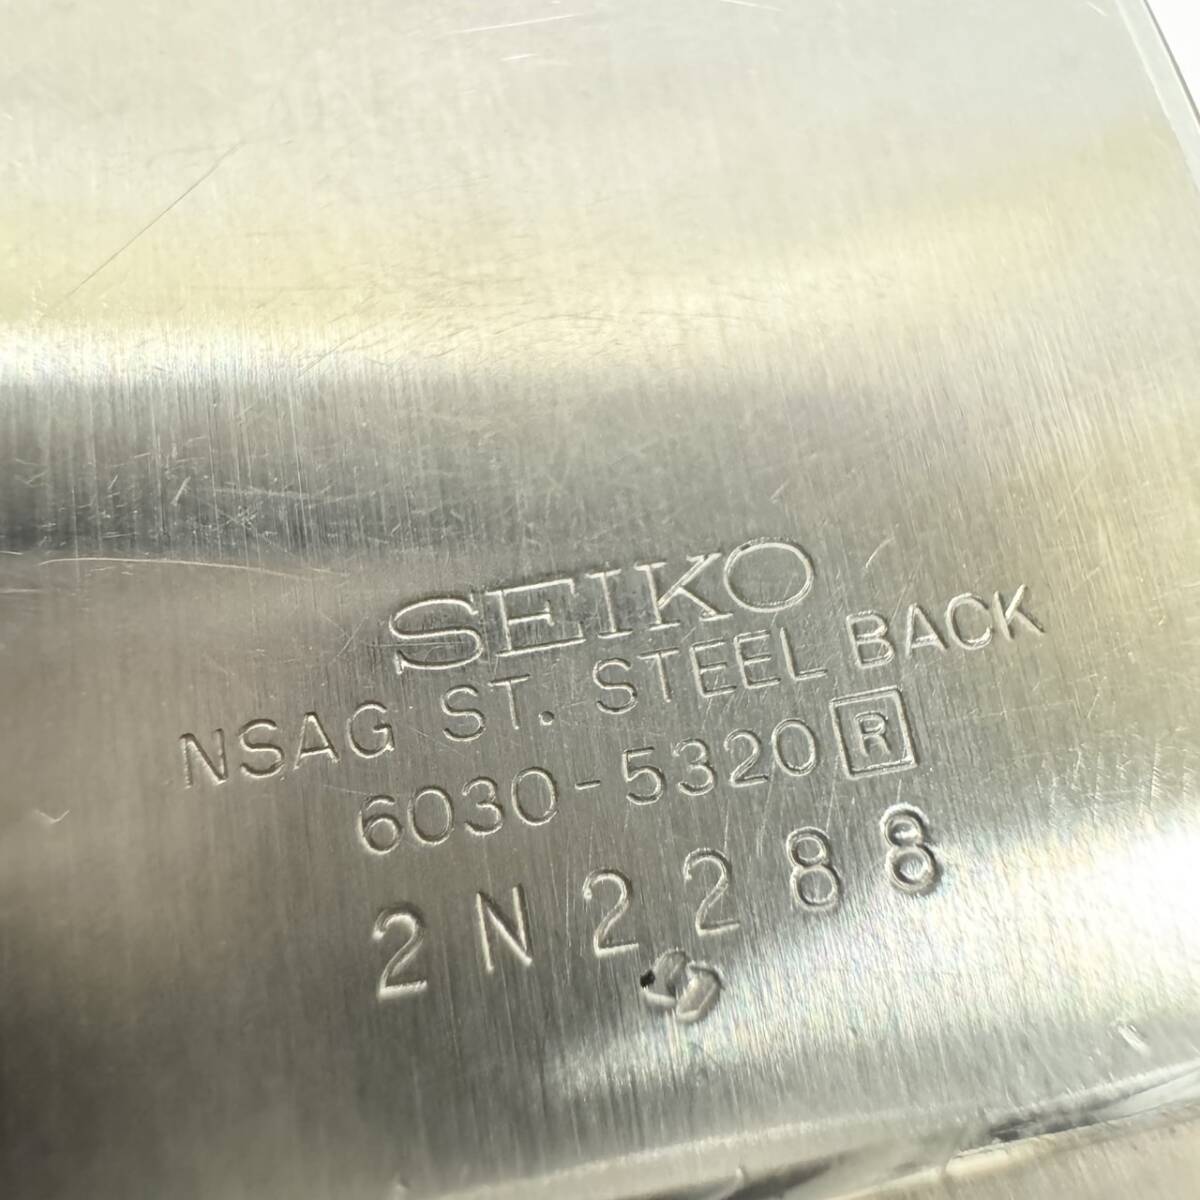 SEIKO
NSAG ST. STEEL BACK
6030-5320 R
2N2288